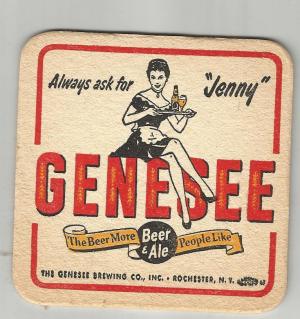 Always ask for "Jenny"
GENESEE
The Beer More Beer & Ale People Like
THE GENESEE BREWING CO., INC. • ROCHESTER, N. Y.